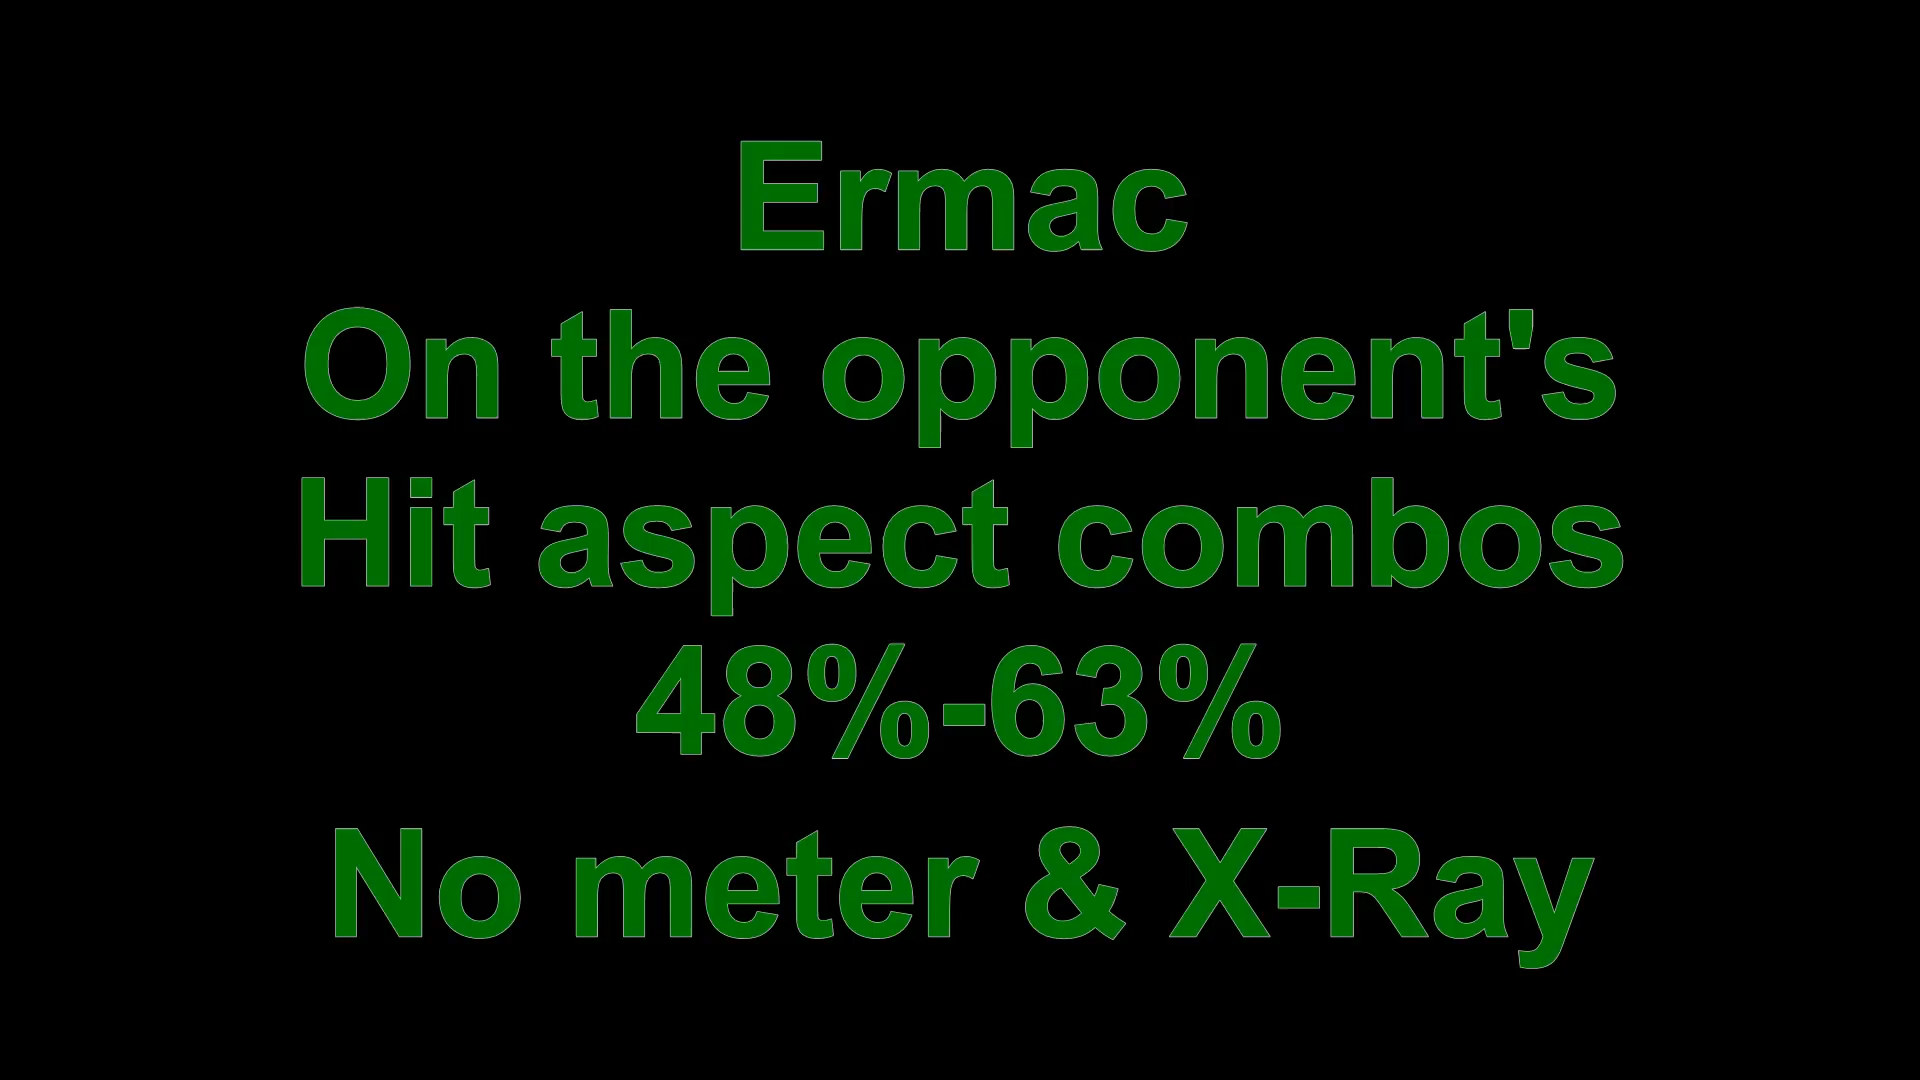 Ermac
On the opponent's
Hit aspect combos
48%-63%
No meter & X-Ray